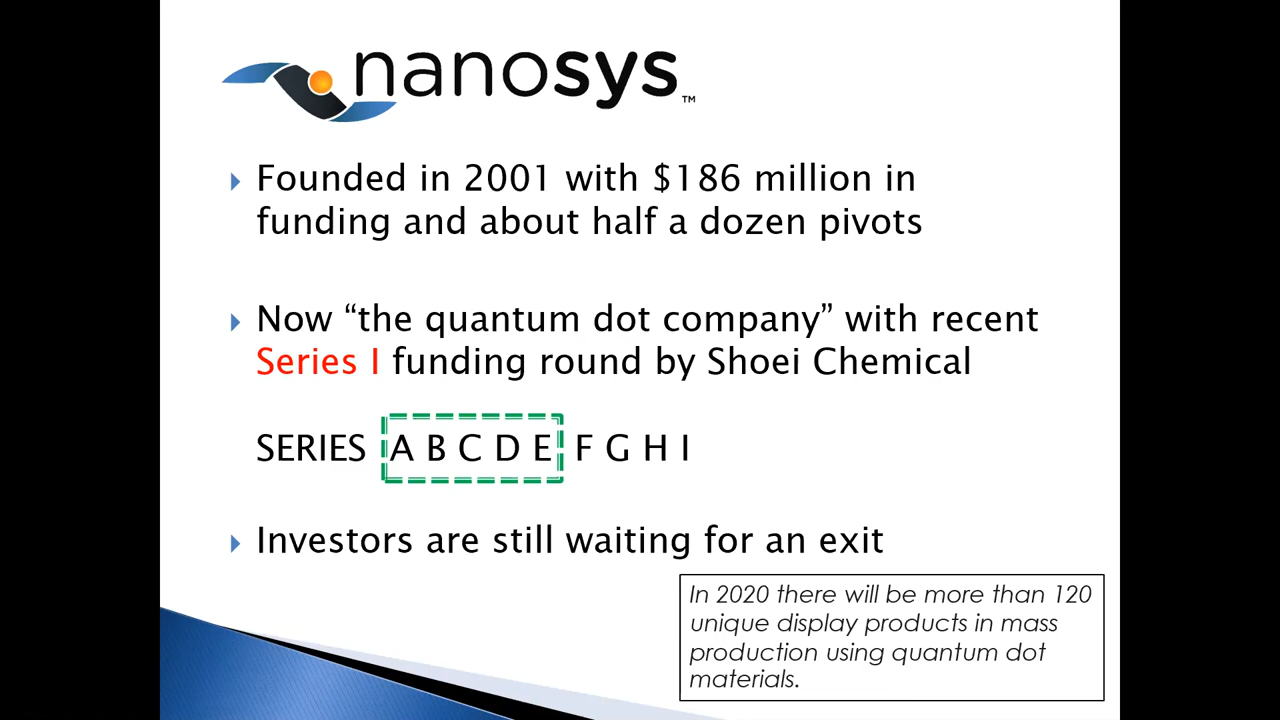 nanosys™
Founded in 2001 with $186 million in
funding and about half a dozen pivots
Now “the quantum dot company” with recent
Series I funding round by Shoei Chemical
SERIES A B C D E F G H I
Investors are still waiting for an exit
In 2020 there will be more than 120
unique display products in mass
production using quantum dot
materials.